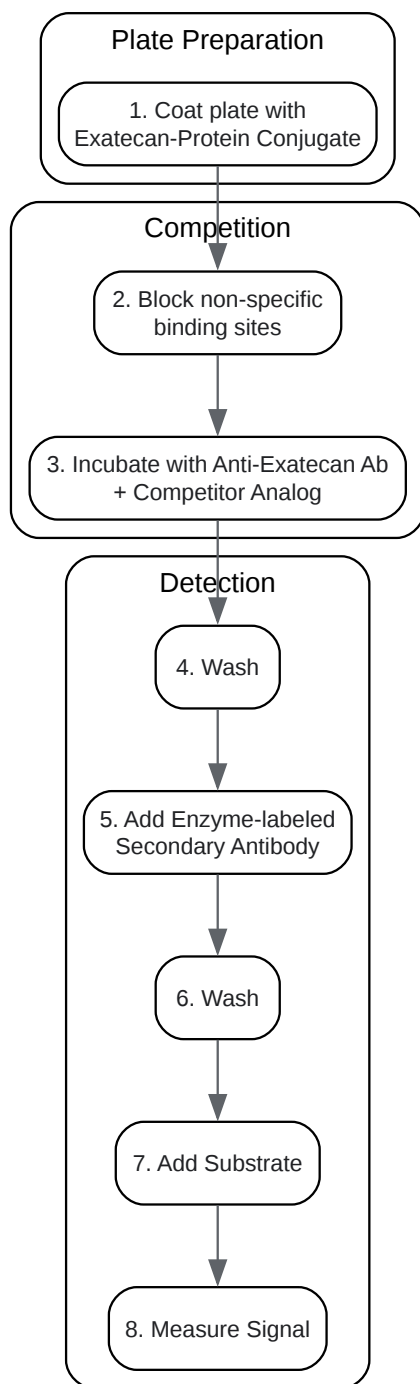 Plate Preparation
1. Coat plate with
Exatecan-Protein Conjugate
Competition
2. Block non-specific
binding sites
3. Incubate with Anti-Exatecan Ab
+ Competitor Analog
Detection
4. Wash
5. Add Enzyme-labeled
Secondary Antibody
6. Wash
7. Add Substrate
8. Measure Signal